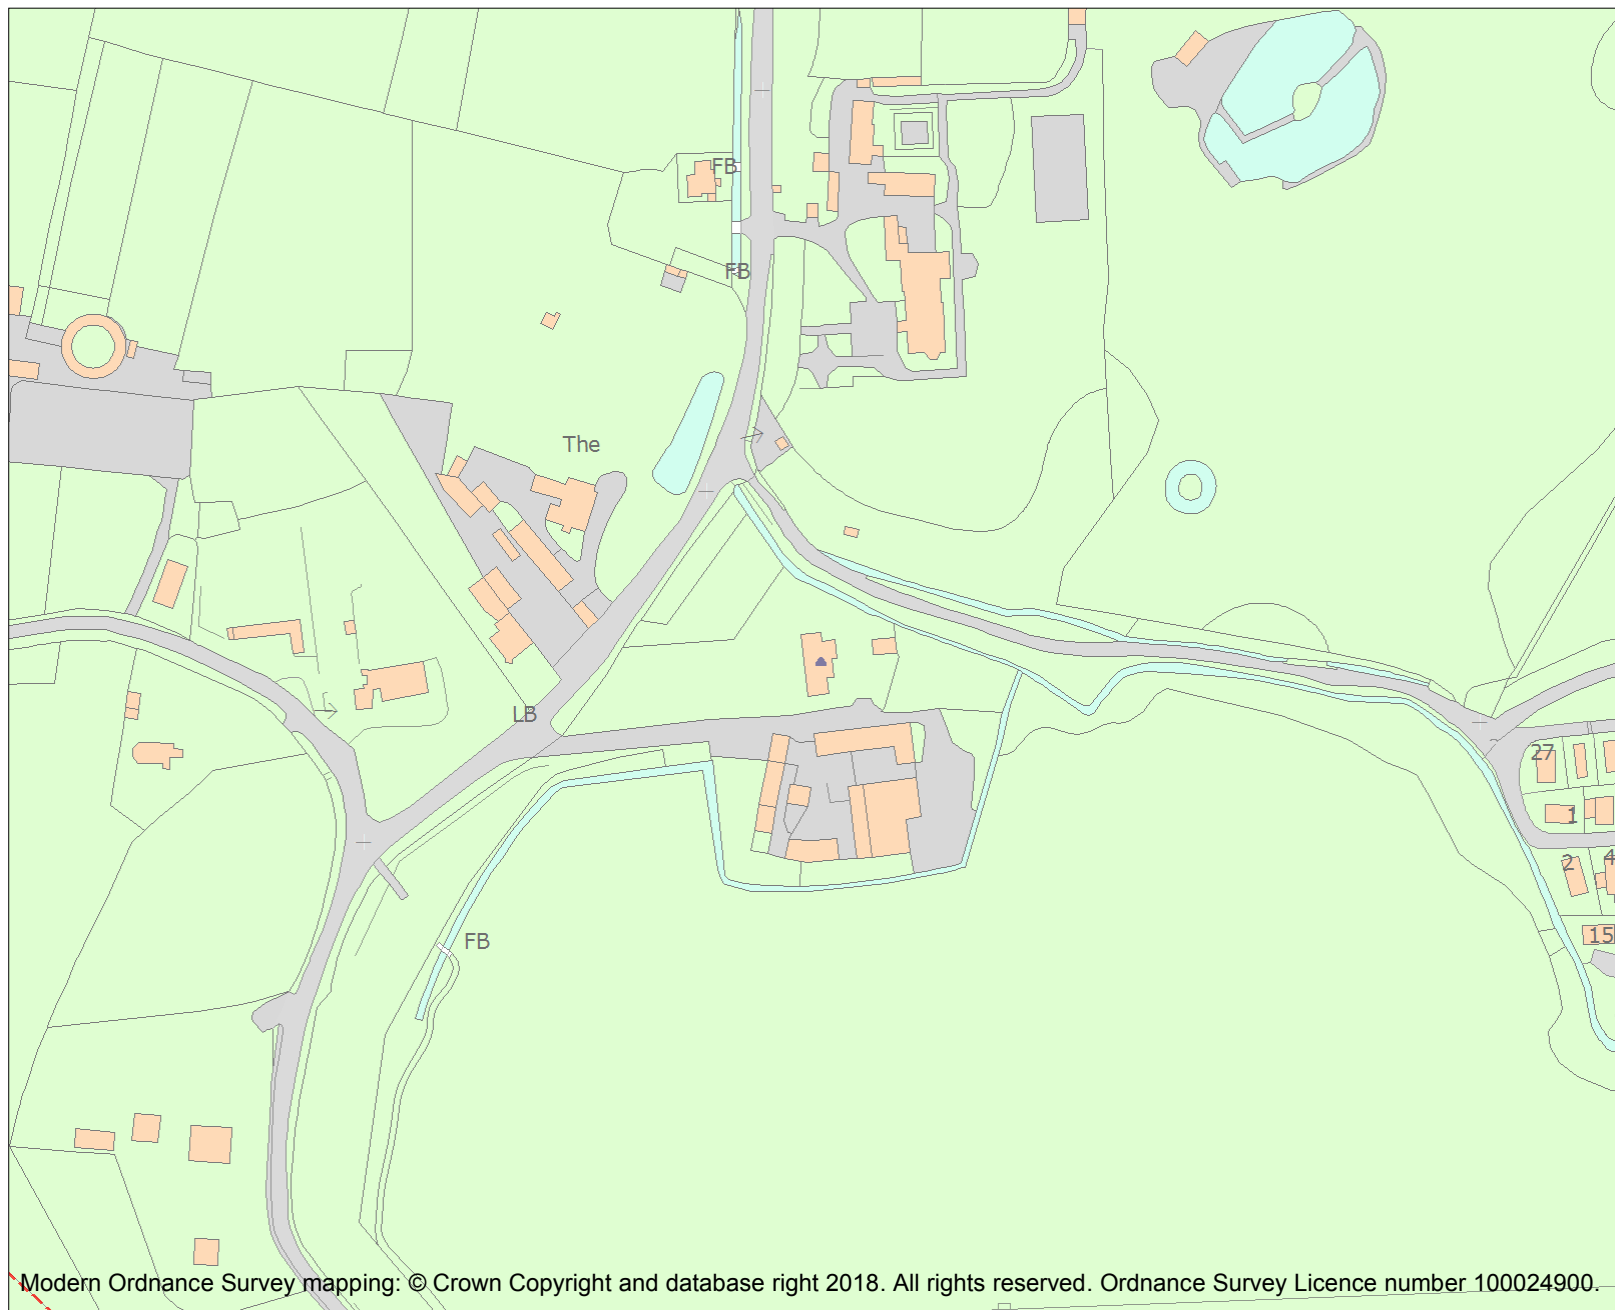 FB
FB
The
LB
27
1
2
4
15
FB
Modern Ordnance Survey mapping: © Crown Copyright and database right 2018. All rights reserved. Ordnance Survey Licence number 100024900.